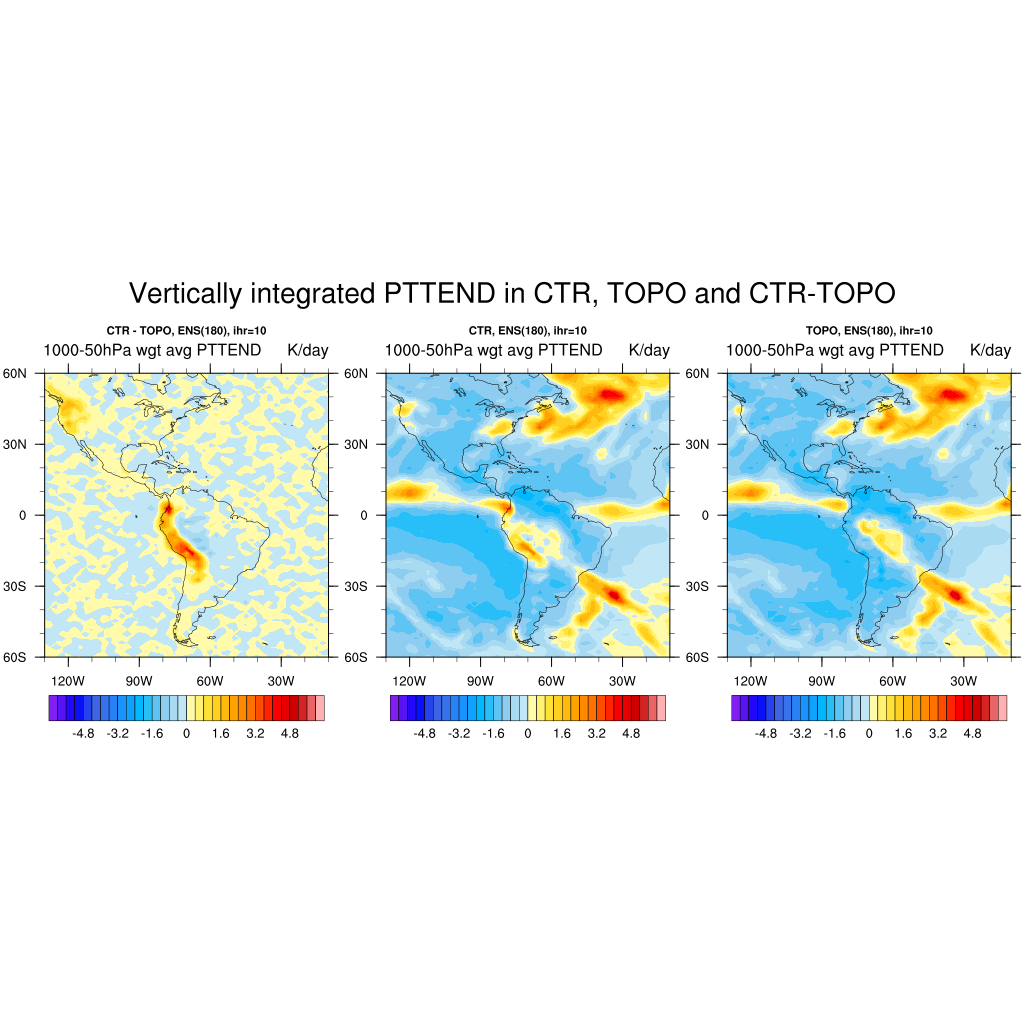 Vertically integrated PTTEND in CTR, TOPO and CTR-TOPO
CTR - TOPO, ENS(180), ihr=10
1000-50hPa wgt avg PTTEND K/day
60N
30N
0
30S
60S
120W 90W 60W 30W
-4.8 -3.2 -1.6 0 1.6 3.2 4.8
CTR, ENS(180), ihr=10
1000-50hPa wgt avg PTTEND K/day
60N
30N
0
30S
60S
120W 90W 60W 30W
-4.8 -3.2 -1.6 0 1.6 3.2 4.8
TOPO, ENS(180), ihr=10
1000-50hPa wgt avg PTTEND K/day
60N
30N
0
30S
60S
120W 90W 60W 30W
-4.8 -3.2 -1.6 0 1.6 3.2 4.8